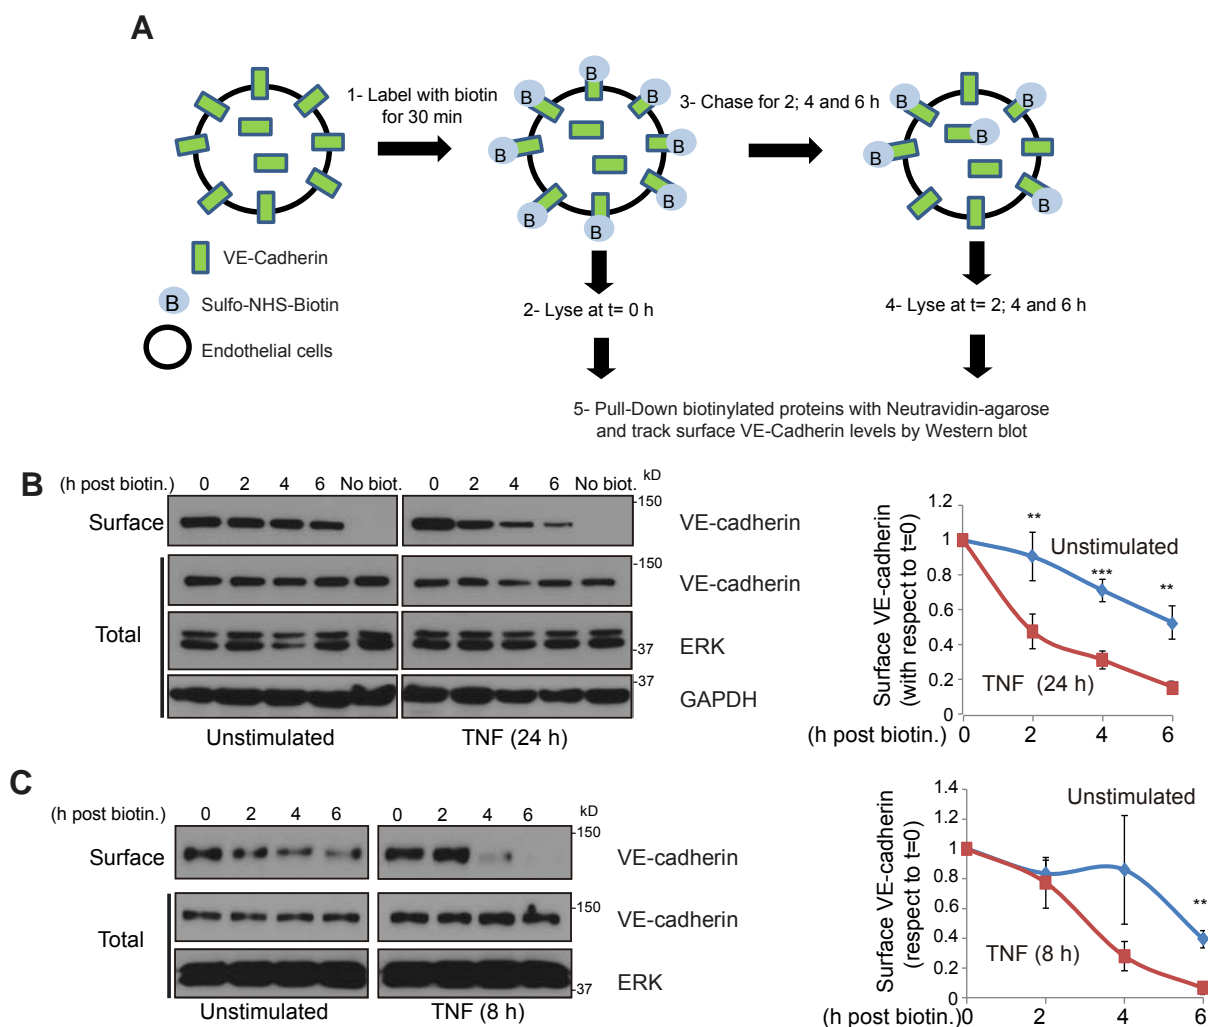 A
1- Label with biotin
for 30 min
3- Chase for 2; 4 and 6 h
B
B
B
B
B
B
B
B
B
B
B
B
B
VE-Cadherin
B
Sulfo-NHS-Biotin
Endothelial cells
2- Lyse at t= 0 h
4- Lyse at t= 2; 4 and 6 h
5- Pull-Down biotinylated proteins with Neutravidin-agarose
and track surface VE-Cadherin levels by Western blot
B
(h post biotin.) 0 2 4 6 No biot. 0 2 4 6 No biot. kD
Surface
-150
VE-cadherin
-150
VE-cadherin
Total
ERK
-37
-37
GAPDH
Unstimulated
TNF (24 h)
Surface VE-cadherin
(with respect to t=0)
1.2
1
0.8
0.6
0.4
0.2
0
**
Unstimulated
***
**
TNF (24 h)
(h post biotin.) 0 2 4 6
C
(h post biotin.) 0 2 4 6 0 2 4 6 kD
Surface
-150
VE-cadherin
-150
VE-cadherin
Total
ERK
-37
Unstimulated
TNF (8 h)
Surface VE-cadherin
(respect to t=0)
1.4
1.2
1
0.8
0.6
0.4
0.2
0
Unstimulated
**
TNF (8 h)
(h post biotin.) 0 2 4 6